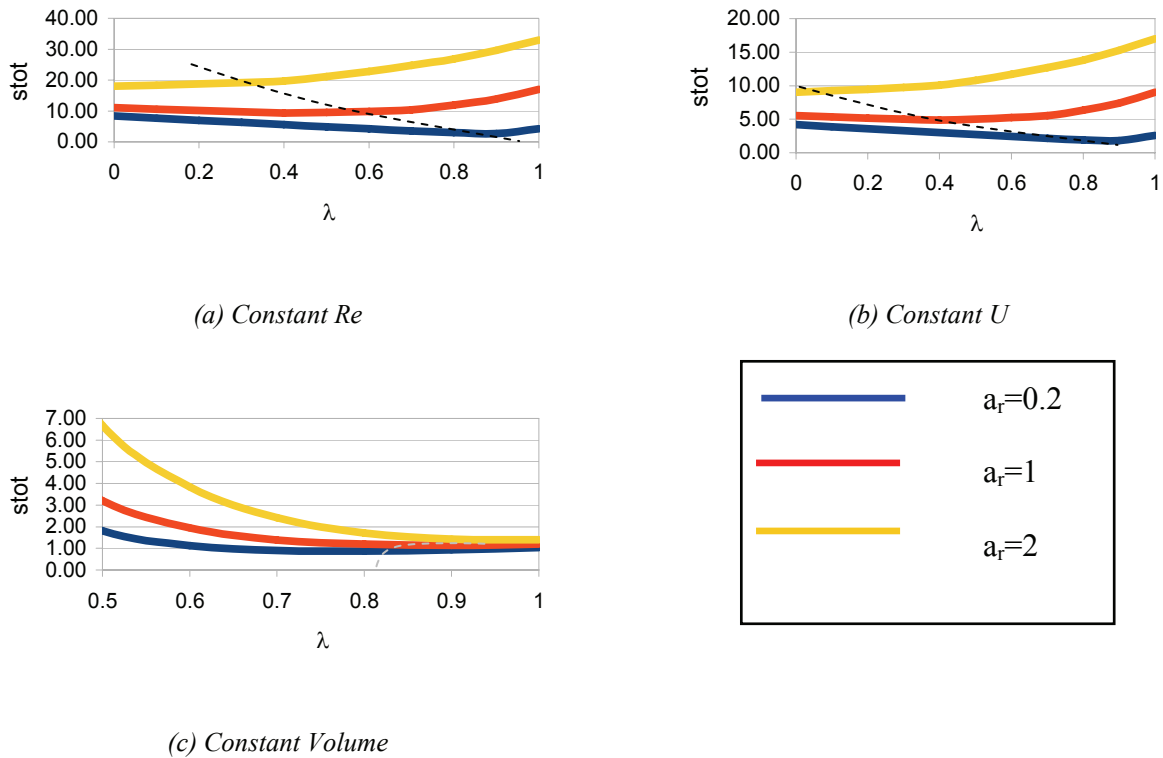 40.00
30.00
20.00
10.00
0.00
stot
0 0.2 0.4 0.6 0.8 1
λ
(a) Constant Re
20.00
15.00
10.00
5.00
0.00
stot
0 0.2 0.4 0.6 0.8 1
λ
(b) Constant U
7.00
6.00
5.00
4.00
3.00
2.00
1.00
0.00
stot
0.5 0.6 0.7 0.8 0.9 1
λ
(c) Constant Volume
aᵣ=0.2
aᵣ=1
aᵣ=2